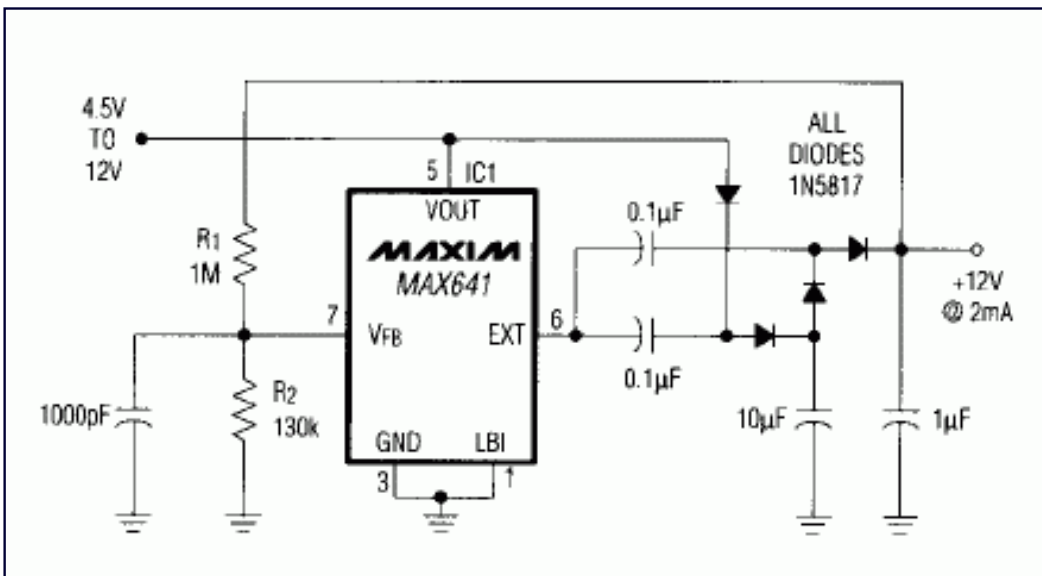 4.5V
TO
12V
5
IC1
VOUT
MAXIM
MAX641
R1
1M
7
VFB
EXT
6
0.1µF
0.1µF
ALL
DIODES
1N5817
+12V
@ 2mA
1000pF
R2
130k
GND
LBI
3
1
10µF
1µF